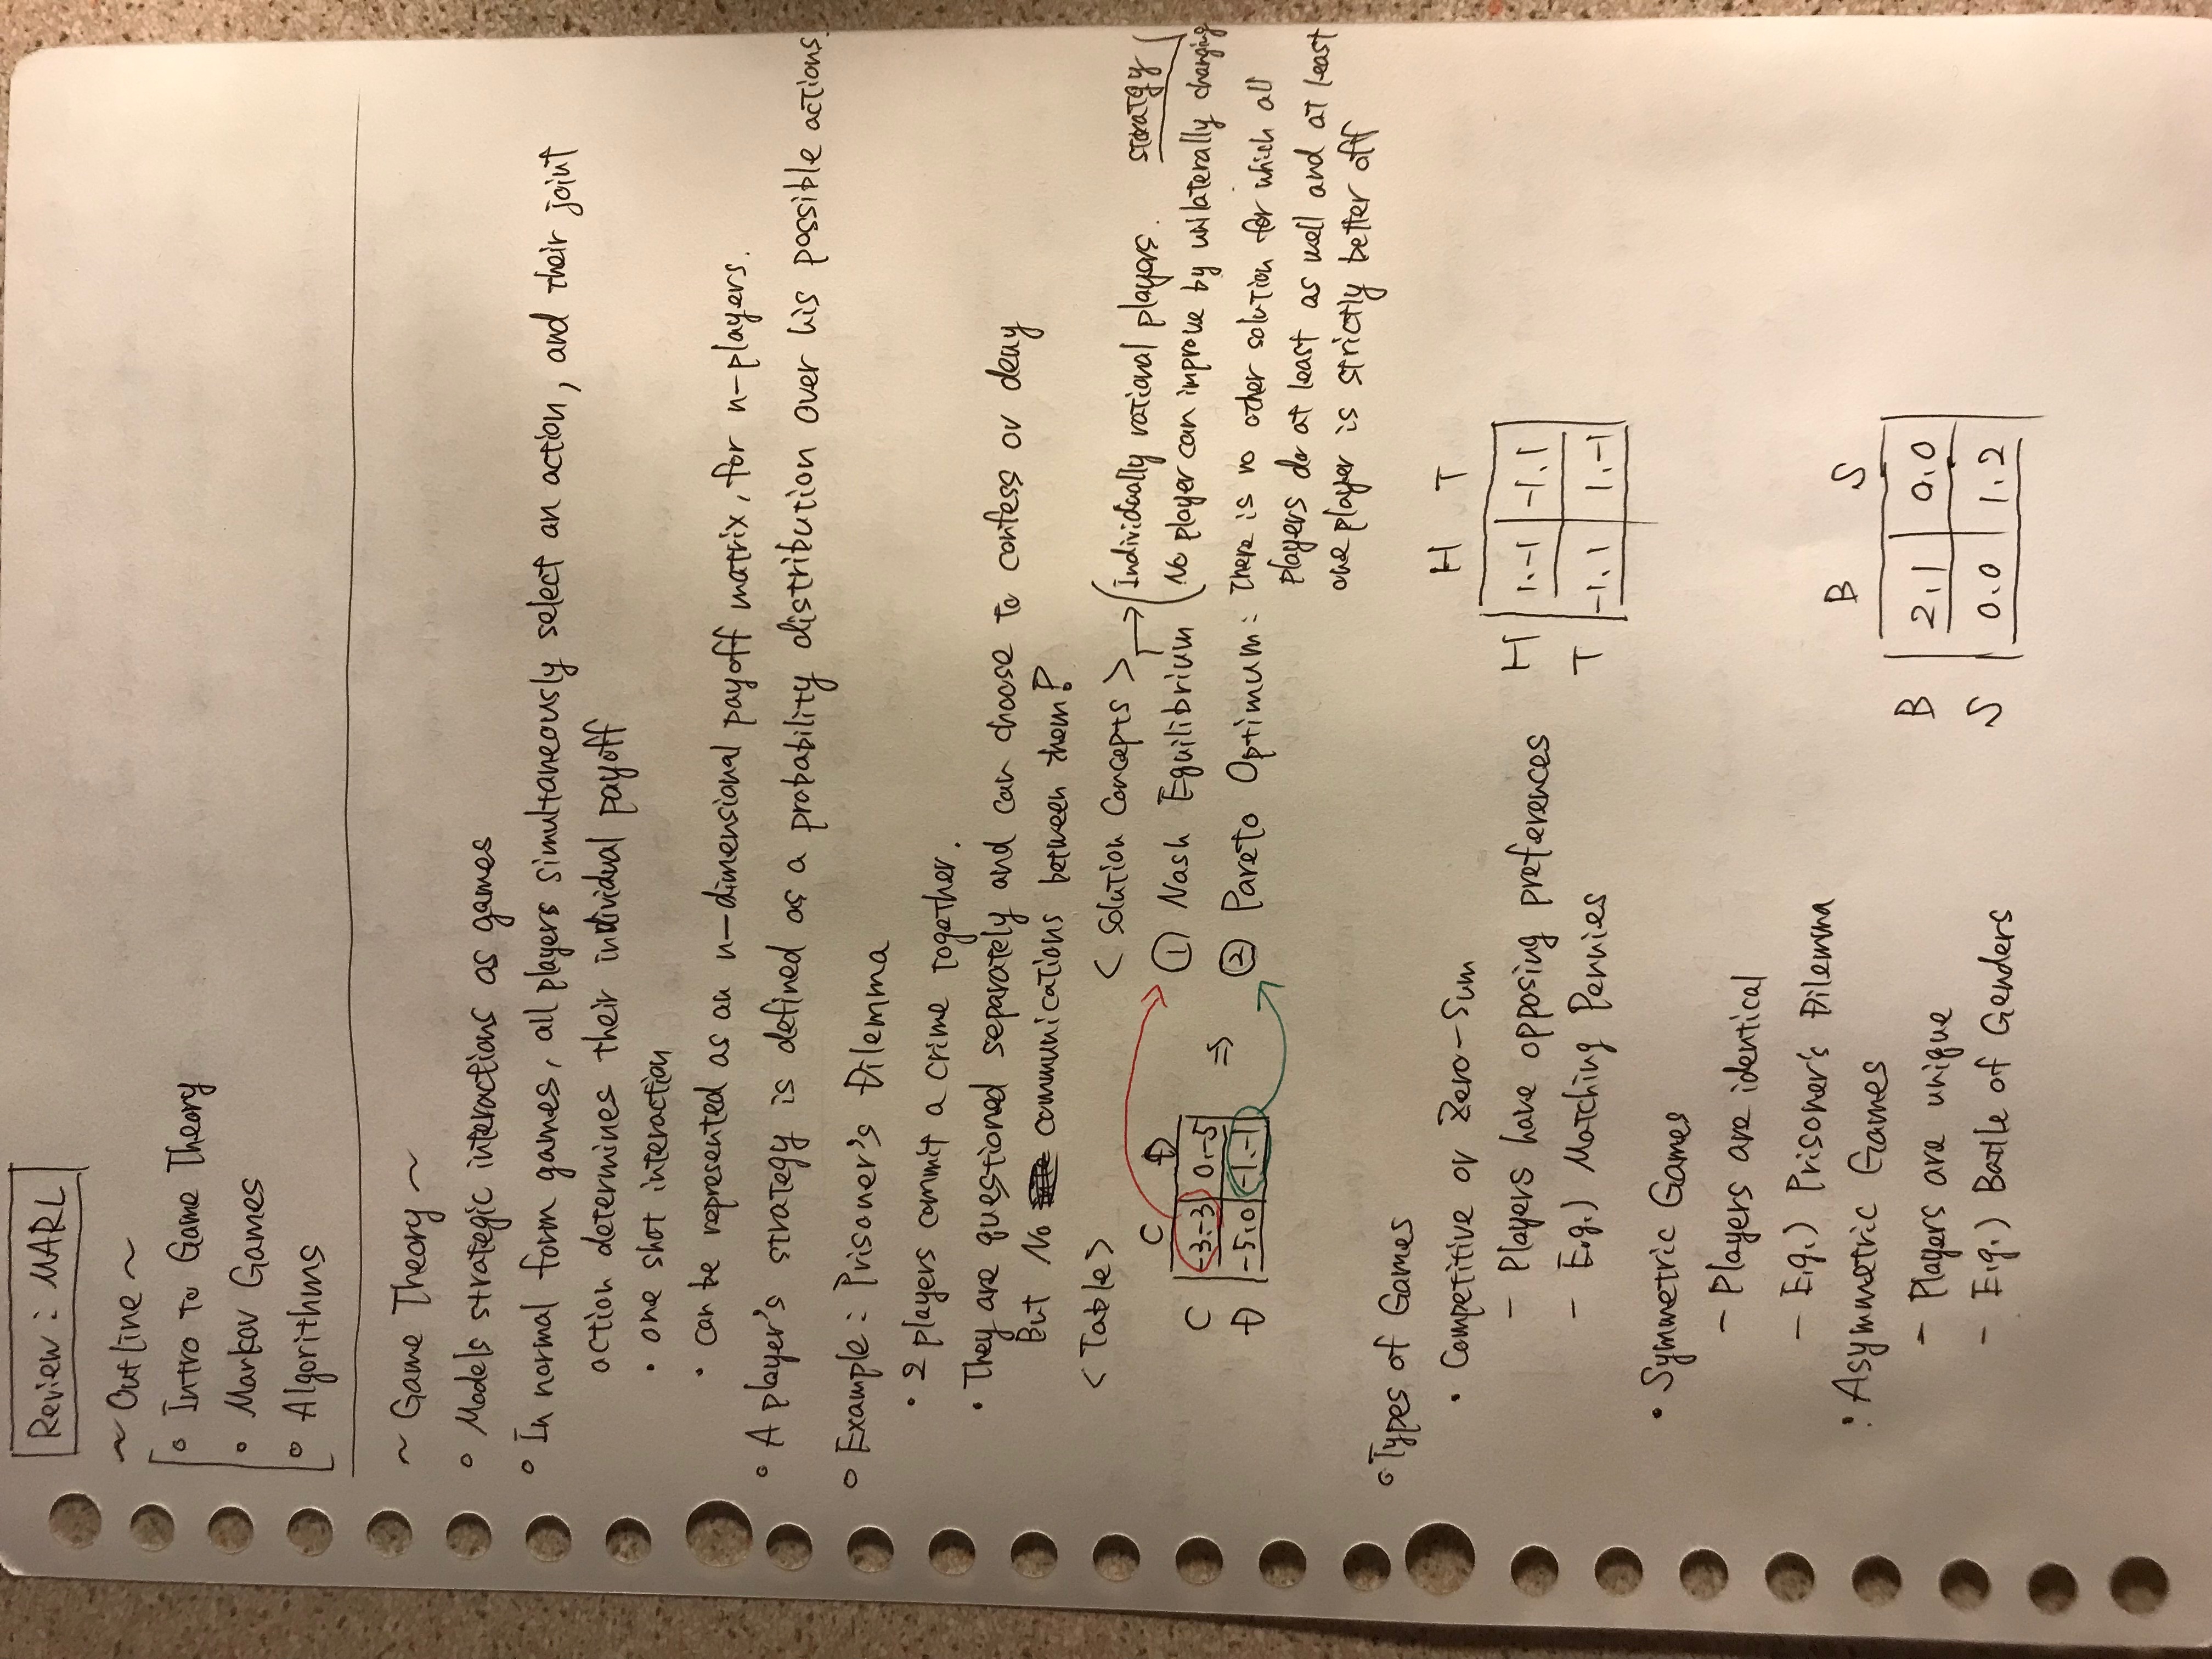 Review : MARL
~ Outline ~
∘ Intro to Game Theory
∘ Markov Games
∘ Algorithms
~ Game Theory ~
∘ Models strategic interactions as games
∘ In normal form games, all players simultaneously select an action, and their joint
action determines their individual payoff
• one shot interaction
• can be represented as an n-dimensional payoff matrix, for n-players.
∘ A player's strategy is defined as a probability distribution over his possible actions.
∘ Example : Prisoner's Dilemma
• 2 players commit a crime together.
• They are questioned separately and can choose to confess or deny
But No communications between them!
<Table>
C D
C -3.-3 0.-5
D -5.0 -1.-1
⇒
< Solution Concepts > → Individually rational players.
① Nash Equilibrium (No player can improve by unilaterally changing strategy)
② Pareto Optimum : There is no other solution for which all
players do at least as well and at least
one player is strictly better off
∘ Types of Games
• Competitive or Zero-Sum
- Players have opposing preferences
- E.g.) Matching Pennies
H T
H 1.-1 -1.1
T -1.1 1.-1
• Symmetric Games
- Players are identical
- E.g.) Prisoner's Dilemma
• Asymmetric Games
- Players are unique
- E.g.) Battle of Genders
B S
B 2.1 0.0
S 0.0 1.2